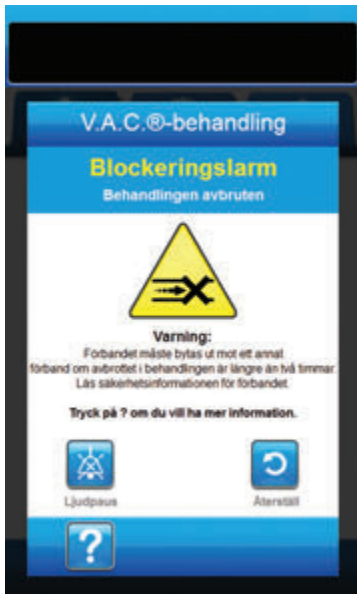 V.A.C.®-behandling
Blockeringslarm
Behandlingen avbruten
Varning:
Förbandet måste bytas ut mot ett annat
förband om avbrottet i behandlingen är längre än två timmar.
Läs säkerhetsinformationen för förbandet.
Tryck på ? om du vill ha mer information.
Ljudpaus
Återställ
?